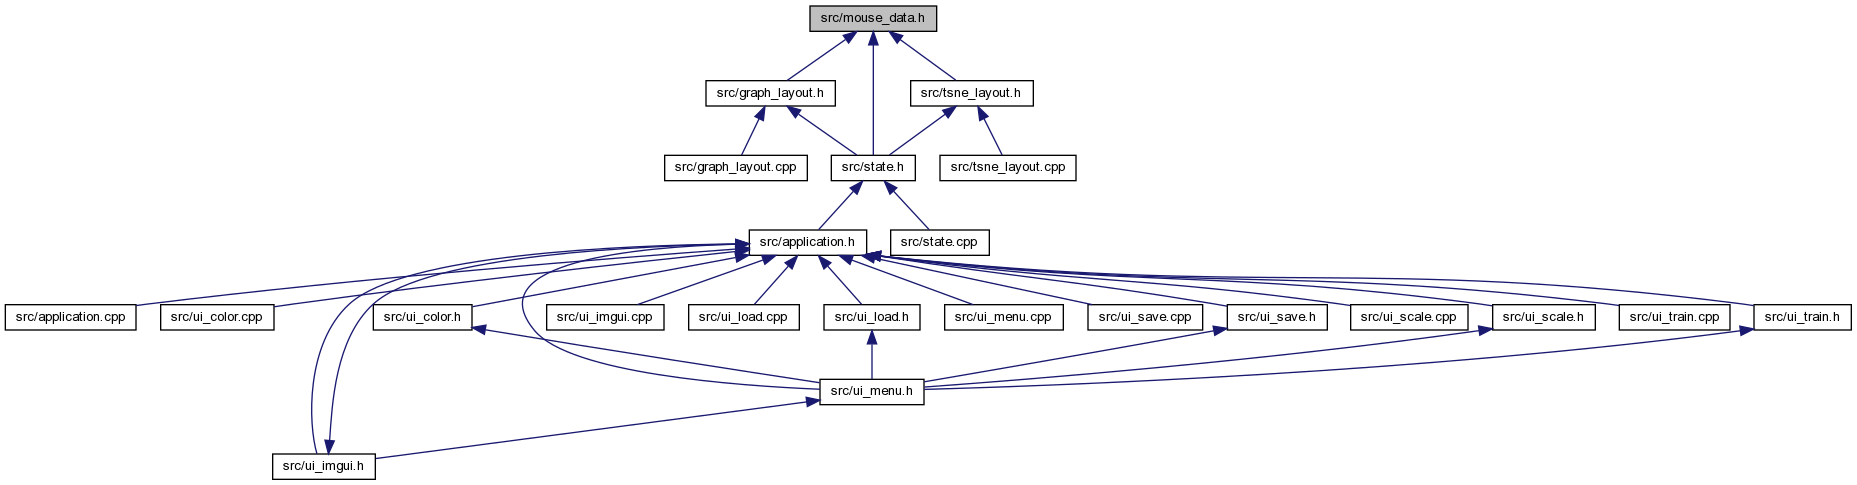 src/mouse_data.h
src/graph_layout.h
src/tsne_layout.h
src/graph_layout.cpp
src/state.h
src/tsne_layout.cpp
src/application.h
src/state.cpp
src/application.cpp
src/ui_color.cpp
src/ui_color.h
src/ui_imgui.cpp
src/ui_load.cpp
src/ui_load.h
src/ui_menu.cpp
src/ui_save.cpp
src/ui_save.h
src/ui_scale.cpp
src/ui_scale.h
src/ui_train.cpp
src/ui_train.h
src/ui_menu.h
src/ui_imgui.h